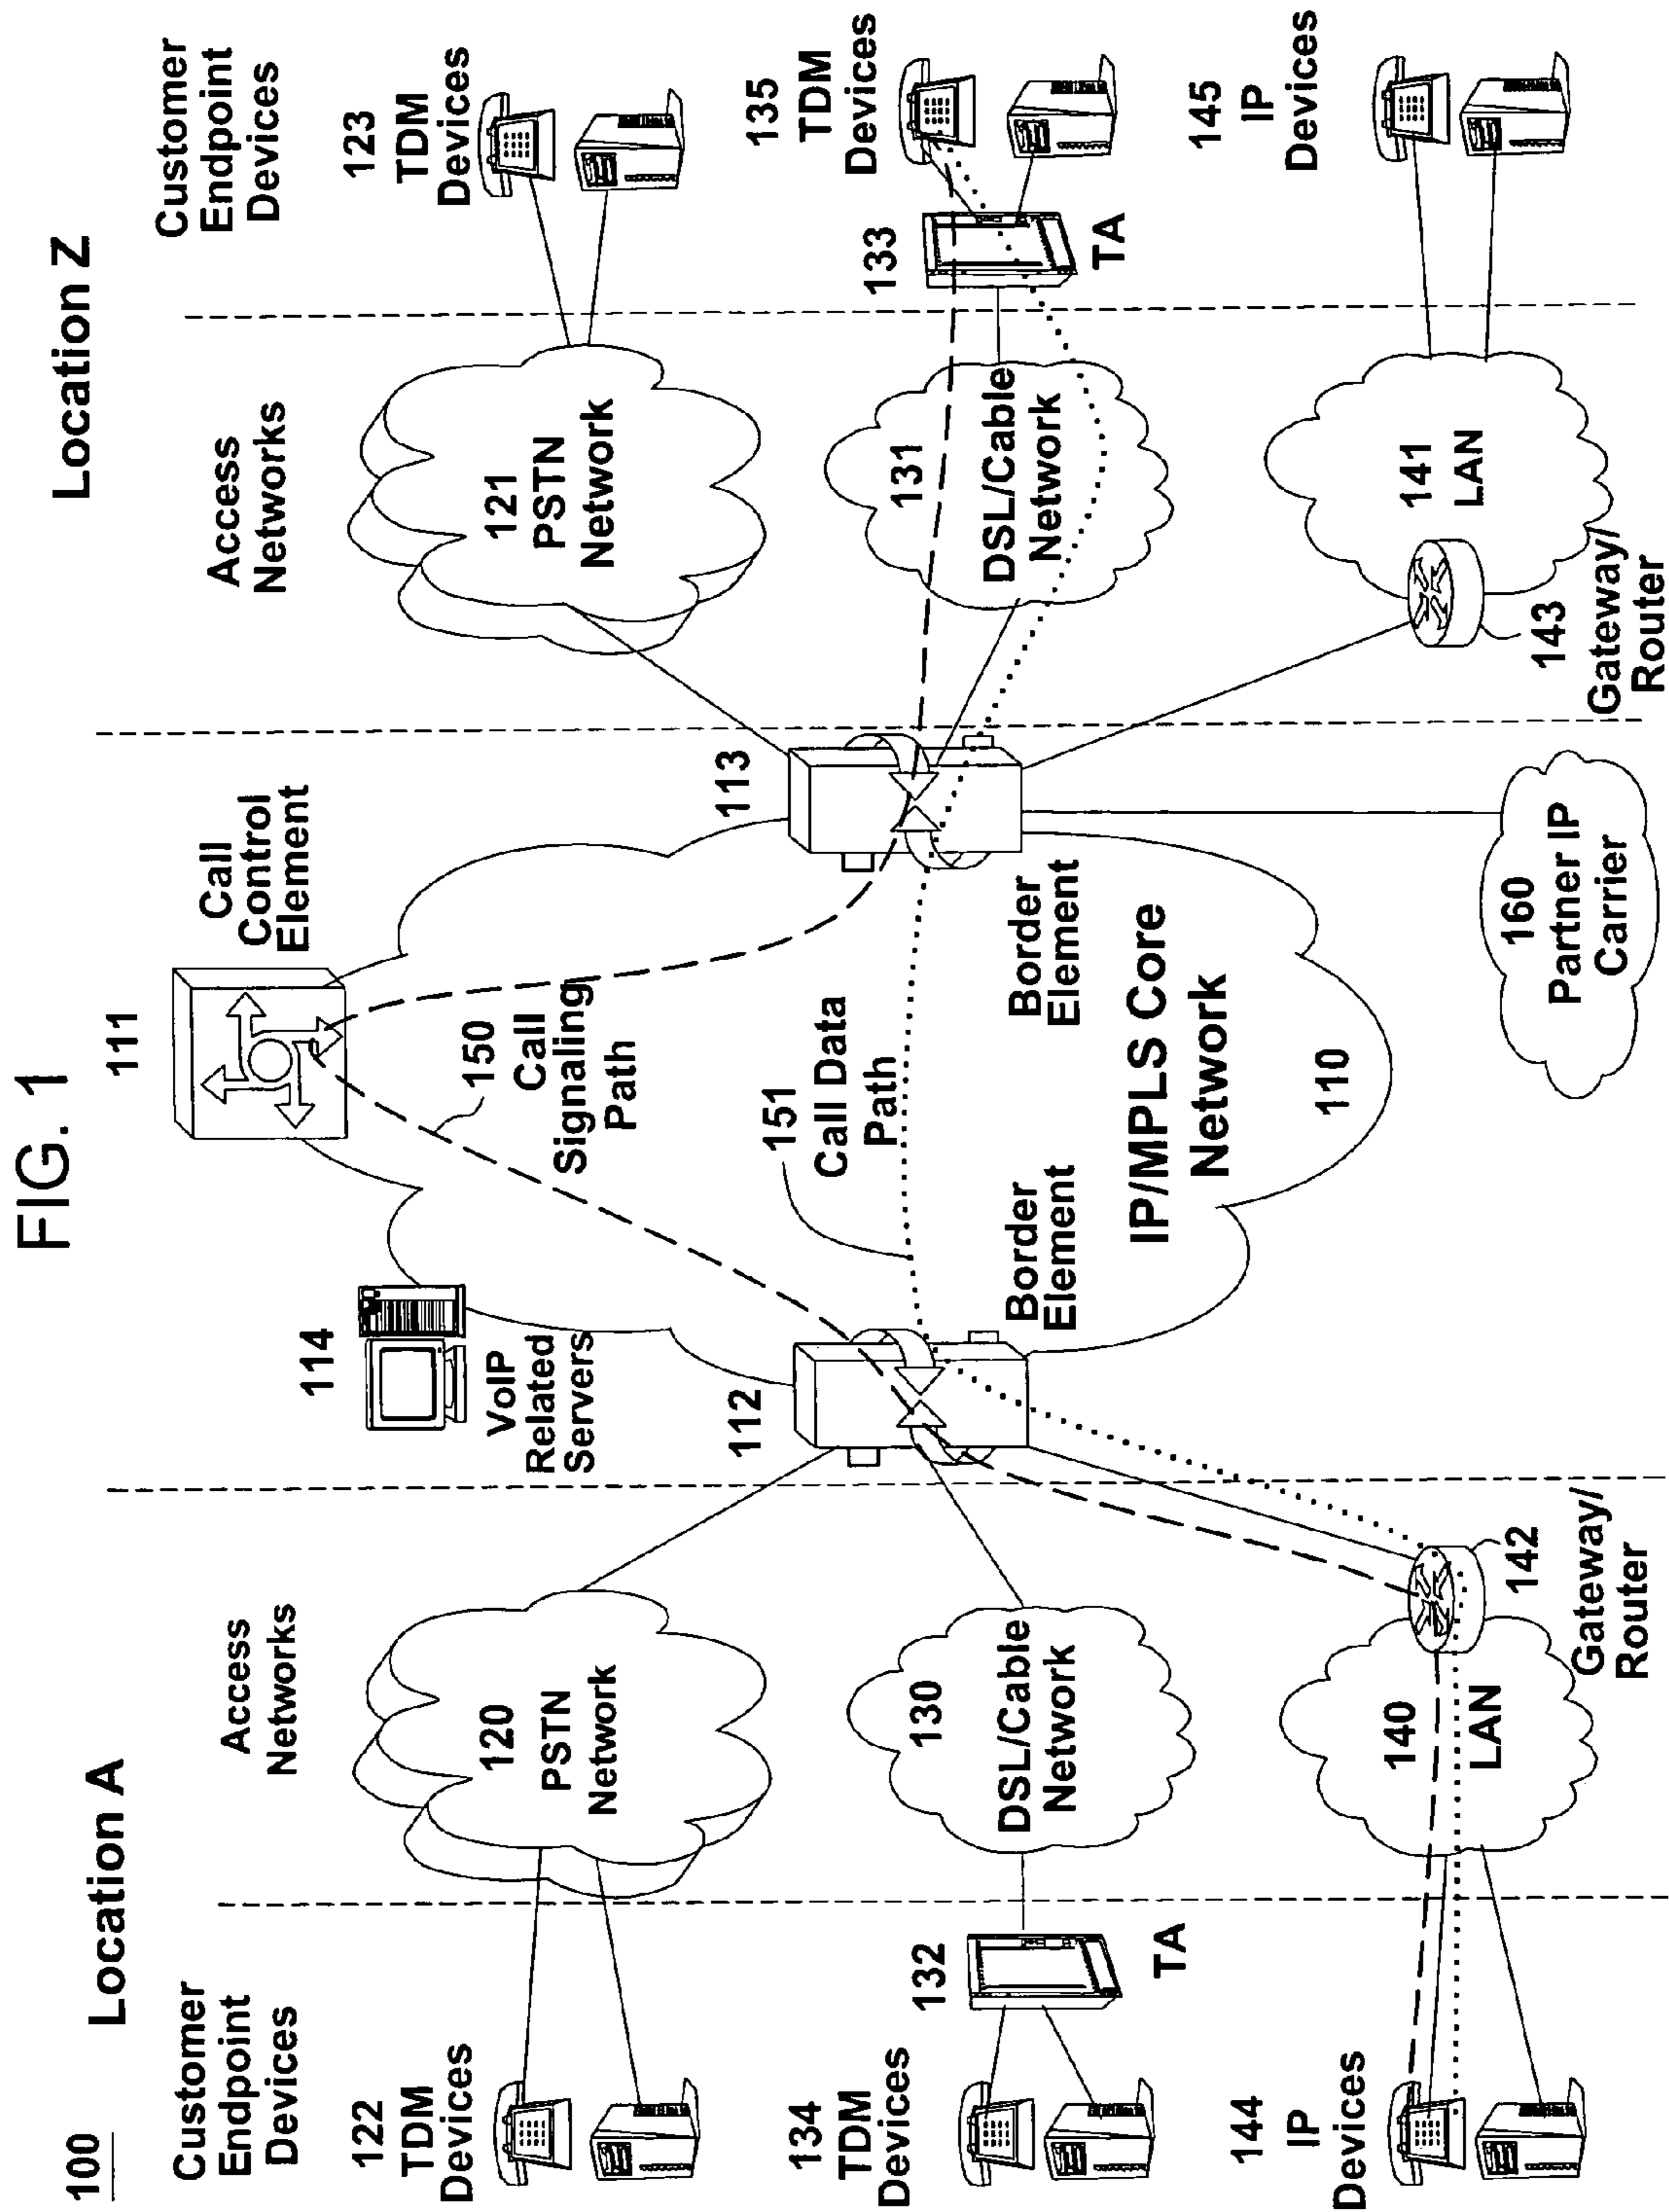 FIG. 1
100
Location A
Location Z
Customer
Endpoint
Devices
Access
Networks
114
VoIP
Related
Servers
111
Call
Control
Element
Access
Networks
Customer
Endpoint
Devices
122
TDM
Devices
120
PSTN
Network
150
Call
Signaling
Path
121
PSTN
Network
123
TDM
Devices
134
TDM
Devices
132
TA
130
DSL/Cable
Network
112
Border
Element
151
Call Data
Path
113
Border
Element
131
DSL/Cable
Network
133
TA
135
TDM
Devices
IP/MPLS Core
Network
110
144
IP
Devices
140
LAN
142
Gateway/
Router
160
Partner IP
Carrier
143
Gateway/
Router
141
LAN
145
IP
Devices